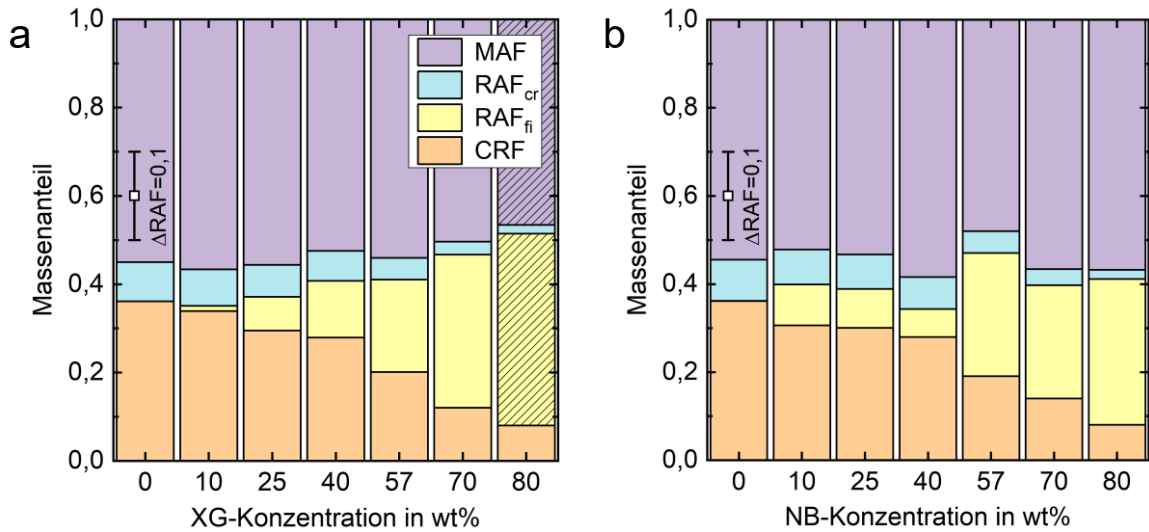 a
1,0
0,8
0,6
0,4
0,2
0,0
Massenanteil
ΔRAF=0,1
MAF
RAFcr
RAFfi
CRF
0 10 25 40 57 70 80
XG-Konzentration in wt%
b
1,0
0,8
0,6
0,4
0,2
0,0
Massenanteil
ΔRAF=0,1
0 10 25 40 57 70 80
NB-Konzentration in wt%